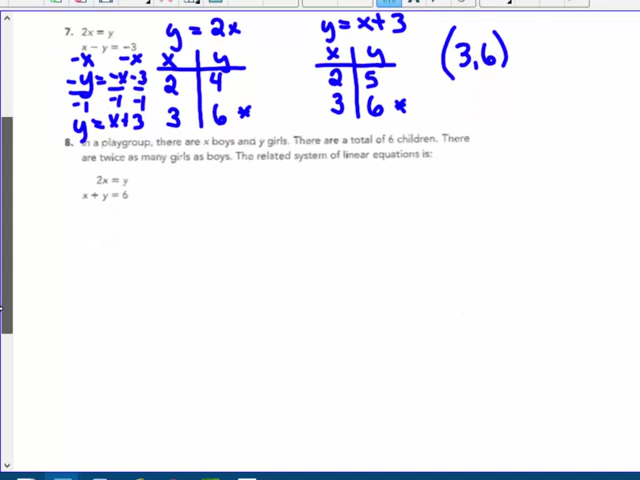 7. 2x = y
x − y = −3
-x -x
-y = -x-3
-1 -1 -1
y = x+3
y = 2x
x y
2 4
3 6 *
y = x+3
x y
2 5
3 6 *
(3,6)
8. In a playgroup, there are x boys and y girls. There are a total of 6 children. There
are twice as many girls as boys. The related system of linear equations is:
2x = y
x + y = 6